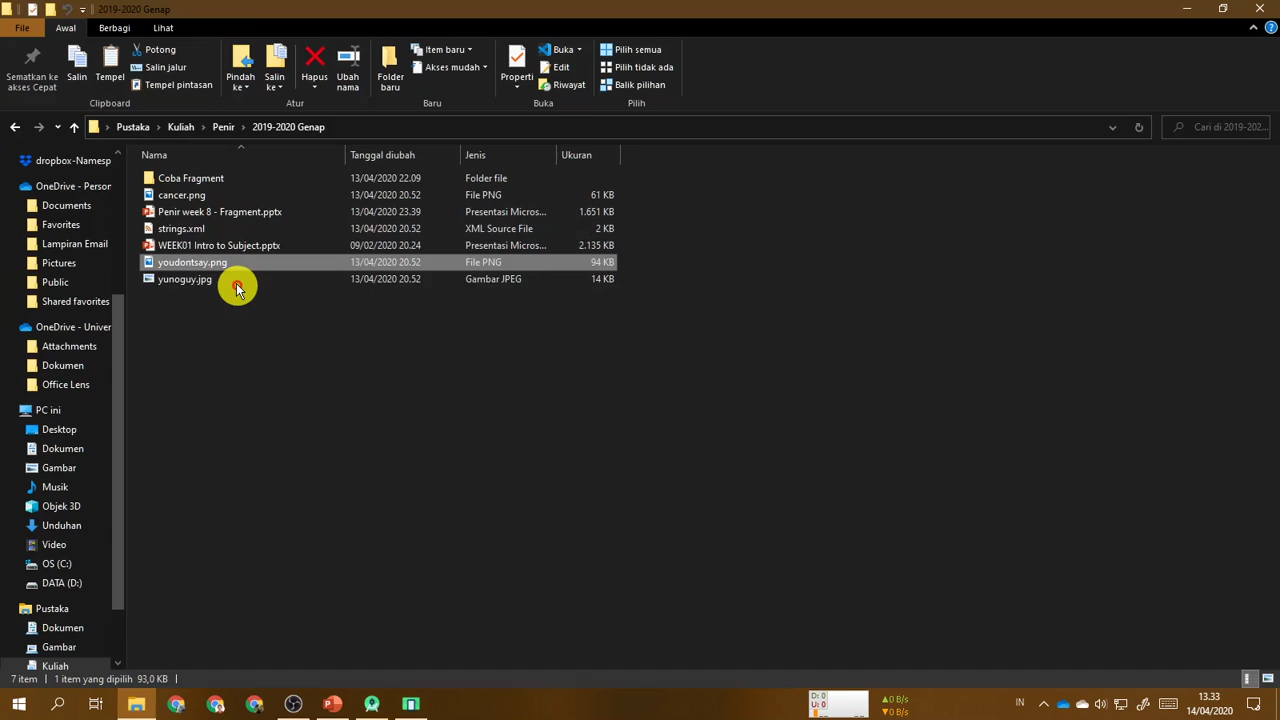 2019-2020 Genap
File Awal Berbagi Lihat
Sematkan ke akses Cepat
Salin
Tempel
Potong
Salin jalur
Tempel pintasan
Clipboard
Pindah ke
Salin ke
Hapus
Ubah nama
Atur
Folder baru
Item baru
Akses mudah
Baru
Properti
Buka
Edit
Riwayat
Buka
Pilih semua
Pilih tidak ada
Balik pilihan
Pilih
Pustaka Kuliah Penir 2019-2020 Genap
Cari di 2019-202...
Nama Tanggal diubah Jenis Ukuran
Coba Fragment 13/04/2020 22.09 Folder file
cancer.png 13/04/2020 20.52 File PNG 61 KB
Penir week 8 - Fragment.pptx 13/04/2020 23.39 Presentasi Micros... 1.651 KB
strings.xml 13/04/2020 20.52 XML Source File 2 KB
WEEK01 Intro to Subject.pptx 09/02/2020 20.24 Presentasi Micros... 2.135 KB
youdontsay.png 13/04/2020 20.52 File PNG 94 KB
yunoguy.jpg 13/04/2020 20.52 Gambar JPEG 14 KB
dropbox-Namesp
OneDrive - Person
Documents
Favorites
Lampiran Email
Pictures
Public
Shared favorites
OneDrive - Univer
Attachments
Dokumen
Office Lens
PC ini
Desktop
Dokumen
Gambar
Musik
Objek 3D
Unduhan
Video
OS (C:)
DATA (D:)
Pustaka
Dokumen
Gambar
Kuliah
7 item 1 item yang dipilih 93,0 KB
D: 0
U: 0
0 B/s
0 B/s
IN
13.33
14/04/2020